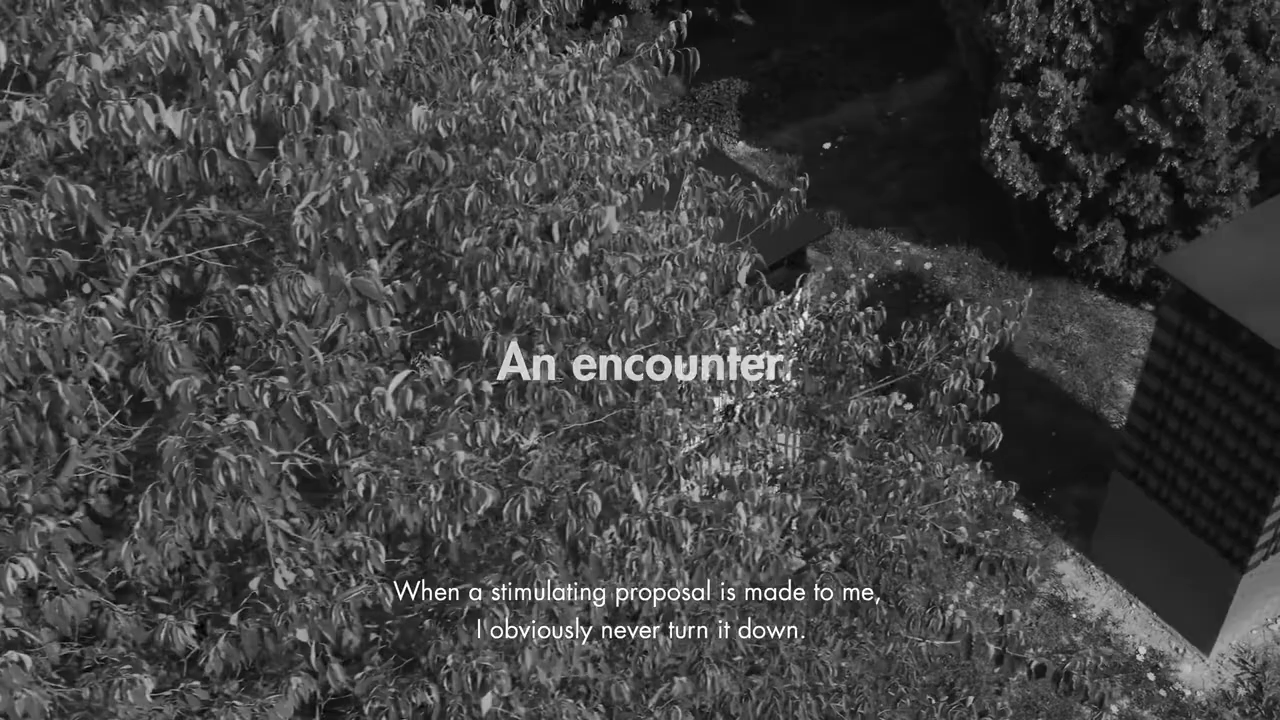 An encounter.
When a stimulating proposal is made to me,
I obviously never turn it down.